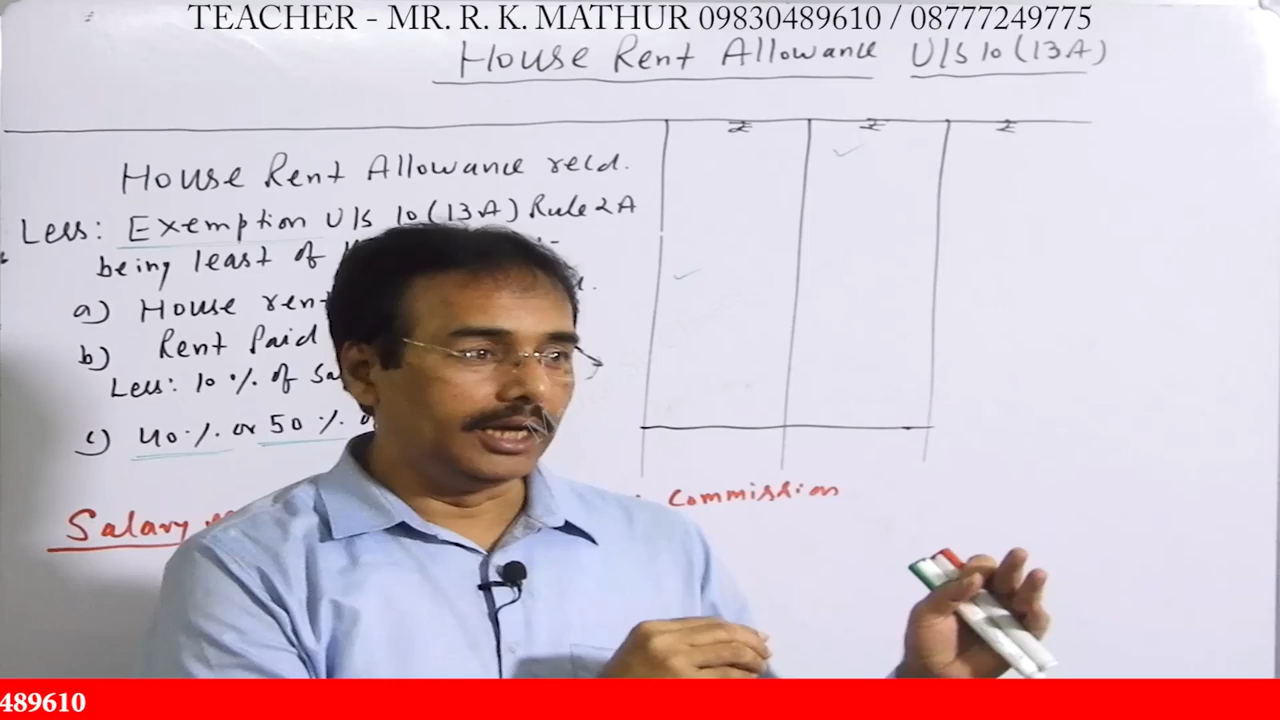 TEACHER - MR. R. K. MATHUR 09830489610 / 08777249775
House Rent Allowance U/S 10(13A)
₹ ₹ ₹
House Rent Allowance recd.
Less: Exemption U/S 10(13A) Rule 2A
being least of
a) House rent
b) Rent Paid
Less: 10% of Sa
c) 40% or 50% o
Salary Commission
489610